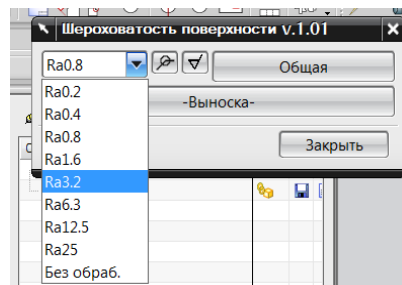 Шероховатость поверхности v.1.01
Ra0.8
Общая
Ra0.2
-Выноска-
Ra0.4
Ra0.8
Закрыть
Ra1.6
Ra3.2
Ra6.3
Ra12.5
Ra25
Без обраб.